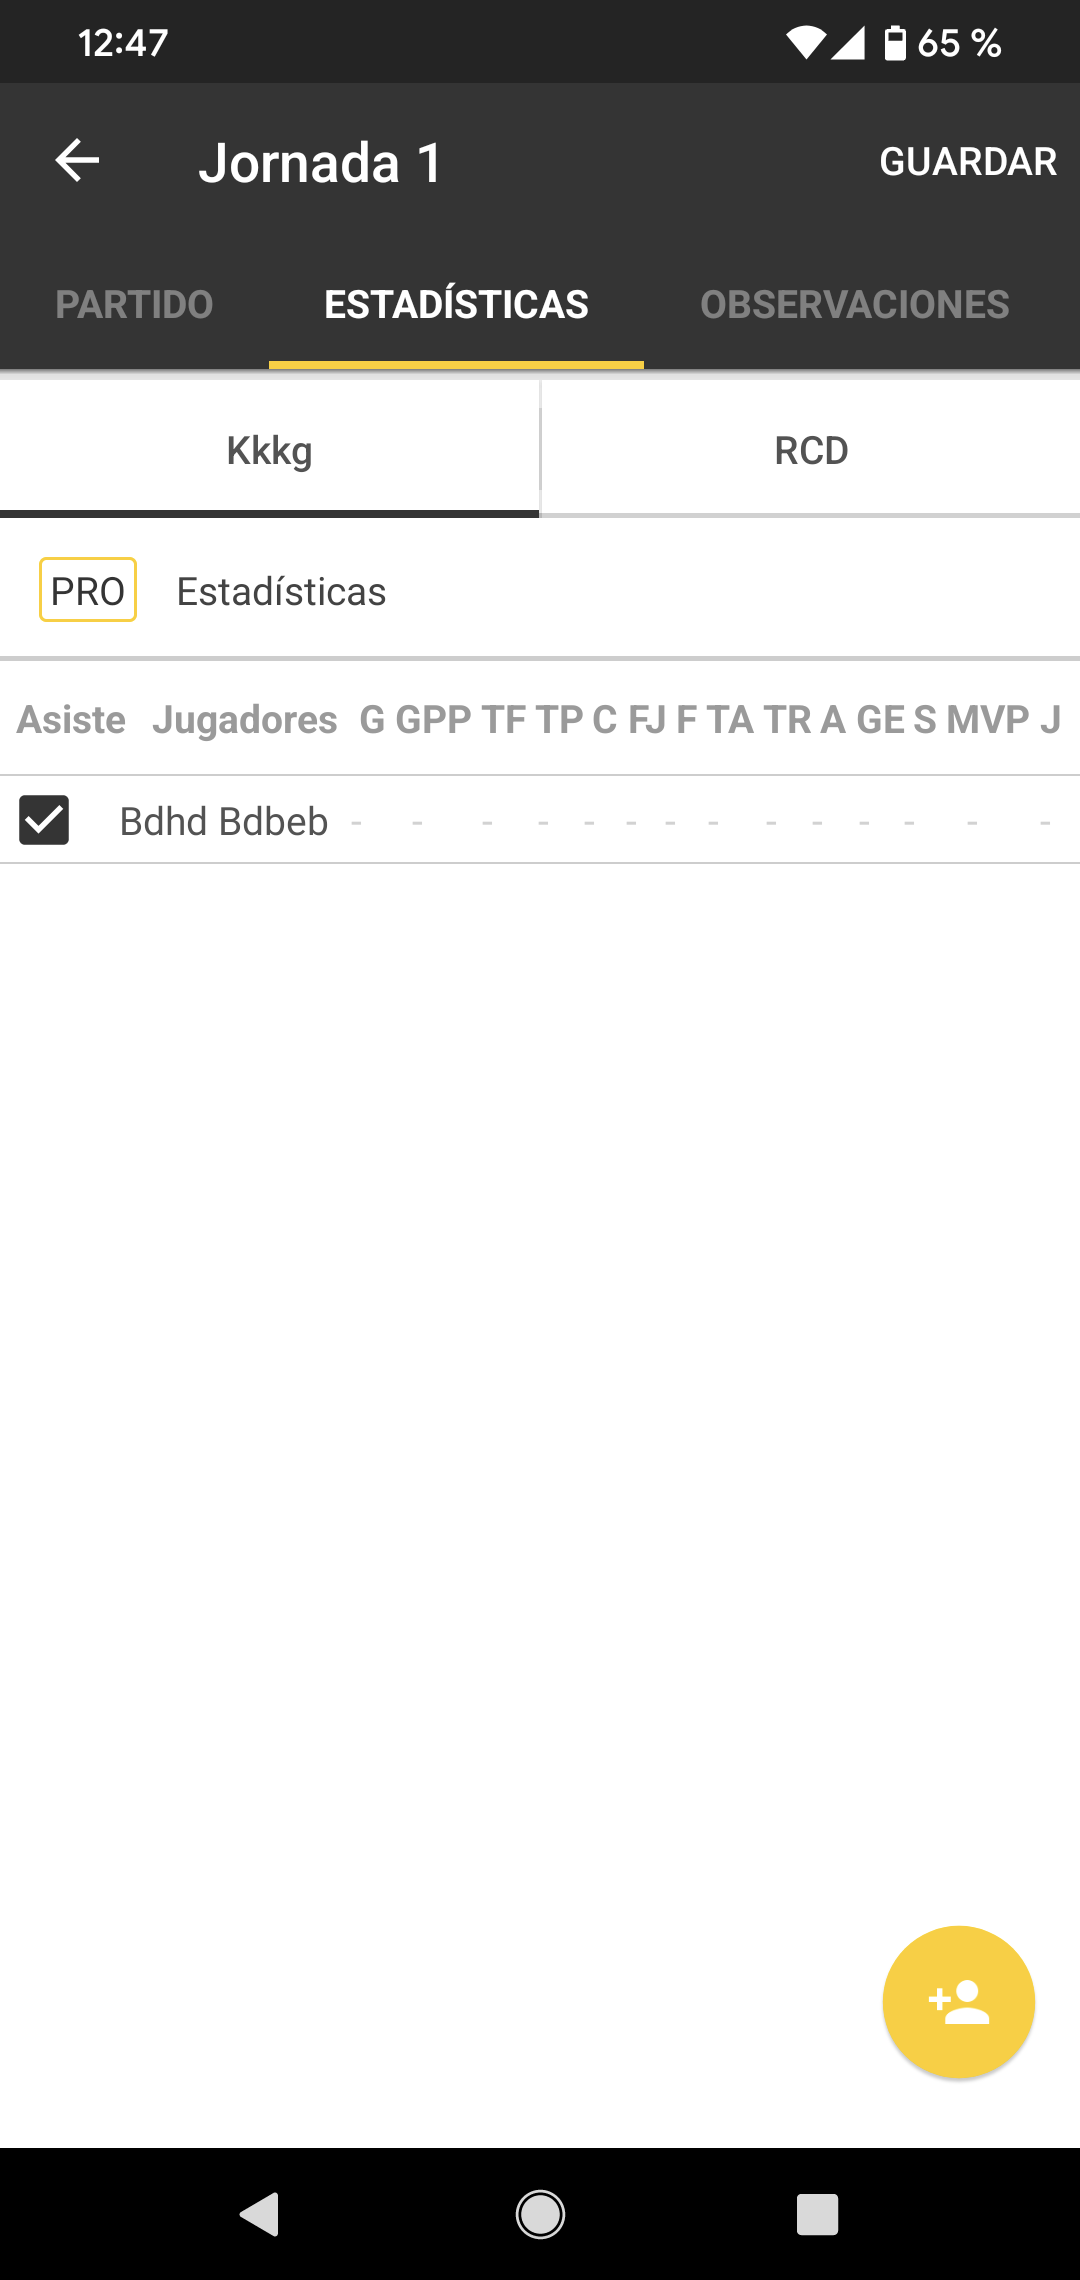 12:47 65 %
Jornada 1 GUARDAR
PARTIDO ESTADÍSTICAS OBSERVACIONES
Kkkg RCD
PRO Estadísticas
Asiste Jugadores G GPP TF TP C FJ F TA TR A GE S MVP J
Bdhd Bdbeb - - - - - - - - - - - - - -